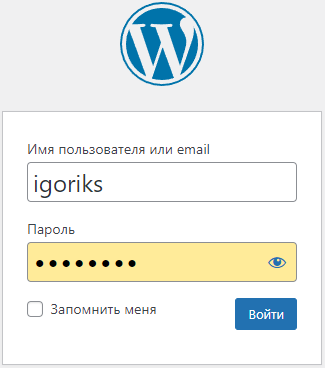 Имя пользователя или email
igoriks
Пароль
••••••••
Запомнить меня
Войти